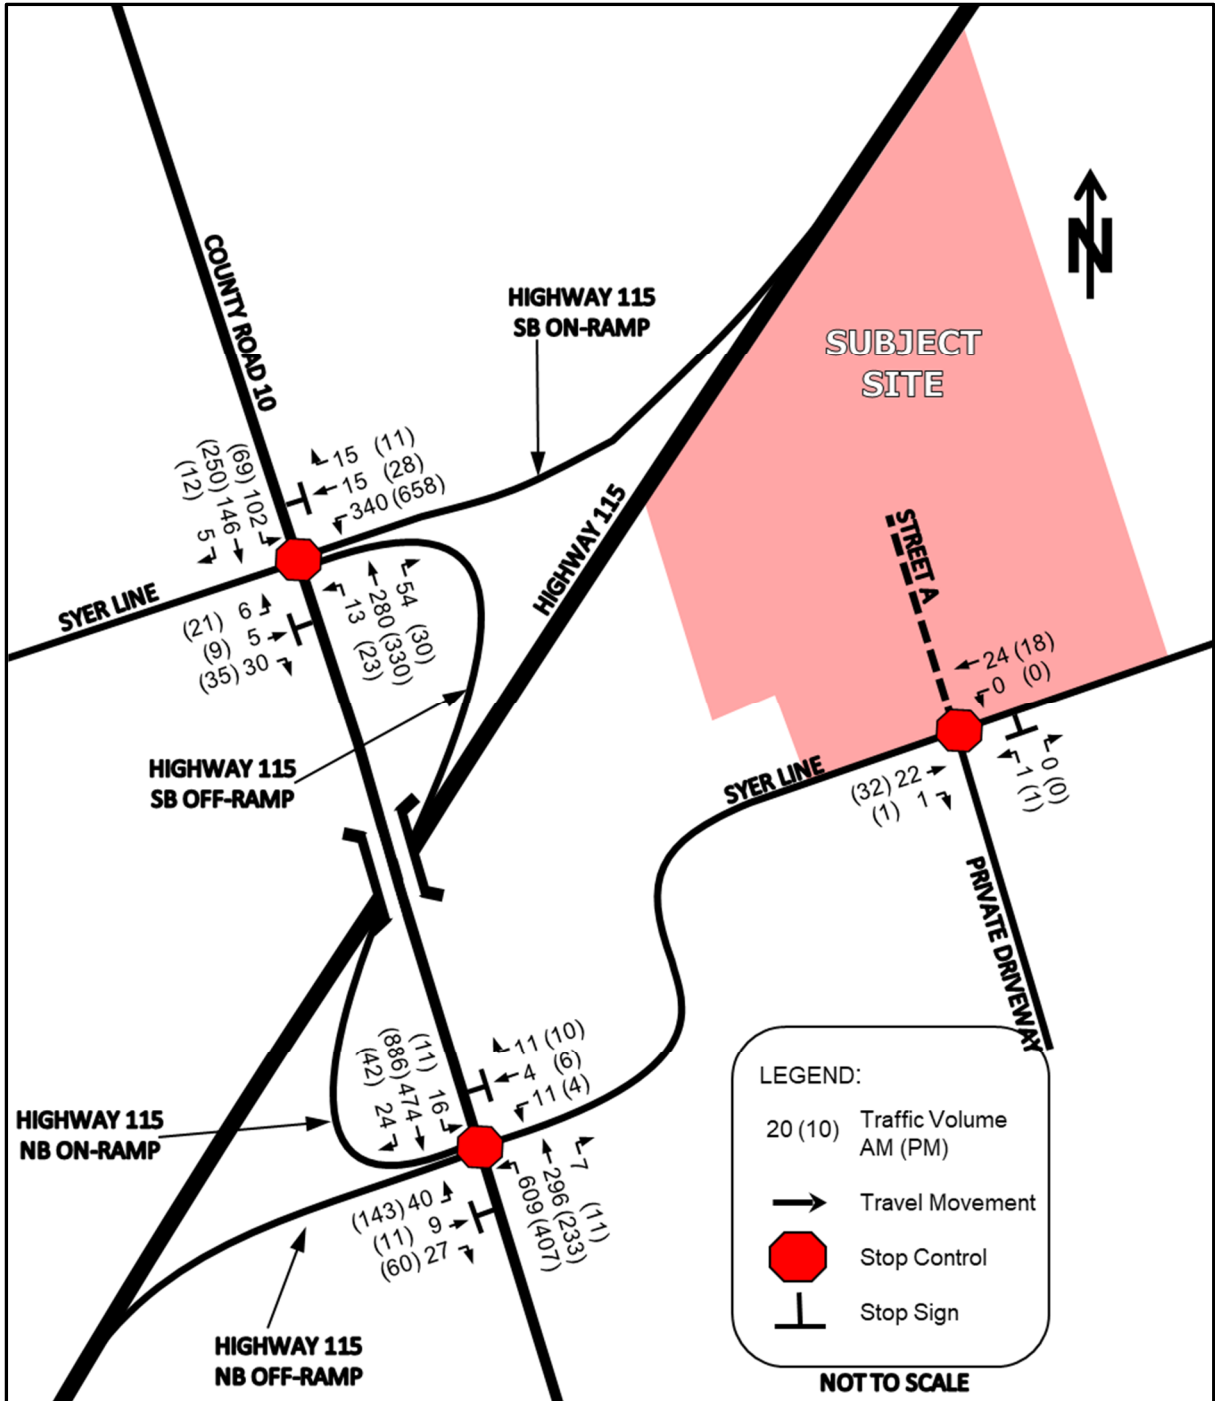 COUNTY ROAD 10
HIGHWAY 115
SB ON-RAMP
N
SUBJECT
SITE
(12) 5
(250) 146
(69) 102
15 (11)
15 (28)
340 (658)
HIGHWAY 115
STREET A
SYER LINE
(21) 6
(9) 5
(35) 30
13 (23)
280 (330)
54 (30)
24 (18)
0 (0)
HIGHWAY 115
SB OFF-RAMP
SYER LINE
(32) 22
(1) 1
1 (1)
0 (0)
PRIVATE DRIVEWAY
(42) 24
(886) 474
(11) 16
11 (10)
4 (6)
11 (4)
HIGHWAY 115
NB ON-RAMP
(143) 40
(11) 9
(60) 27
609 (407)
296 (233)
7 (11)
HIGHWAY 115
NB OFF-RAMP
LEGEND:
20 (10) Traffic Volume
AM (PM)
Travel Movement
Stop Control
Stop Sign
NOT TO SCALE